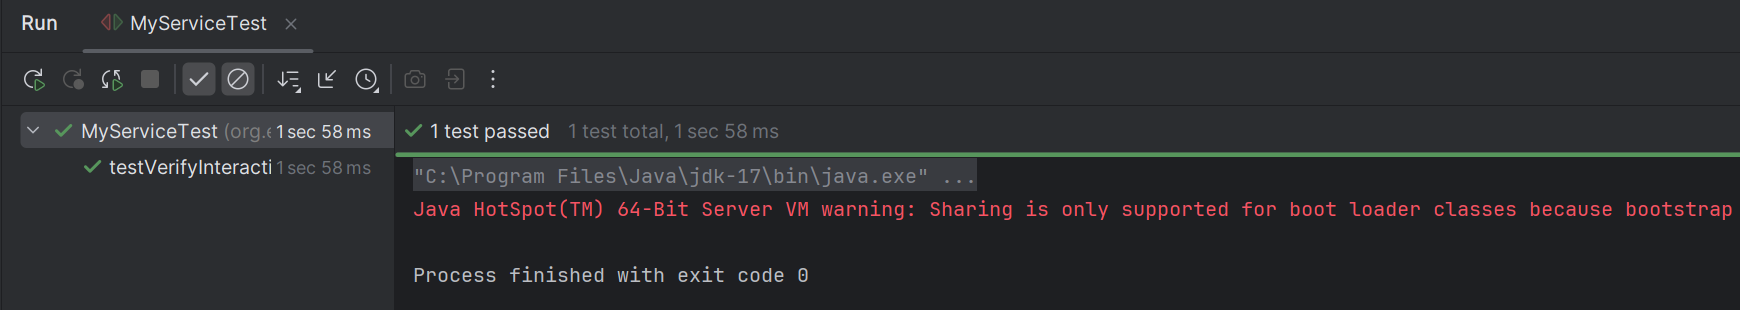 Run MyServiceTest
MyServiceTest (org.e 1 sec 58 ms
1 test passed 1 test total, 1 sec 58 ms
testVerifyInteracti 1 sec 58 ms
"C:\Program Files\Java\jdk-17\bin\java.exe" ...
Java HotSpot(TM) 64-Bit Server VM warning: Sharing is only supported for boot loader classes because bootstrap
Process finished with exit code 0